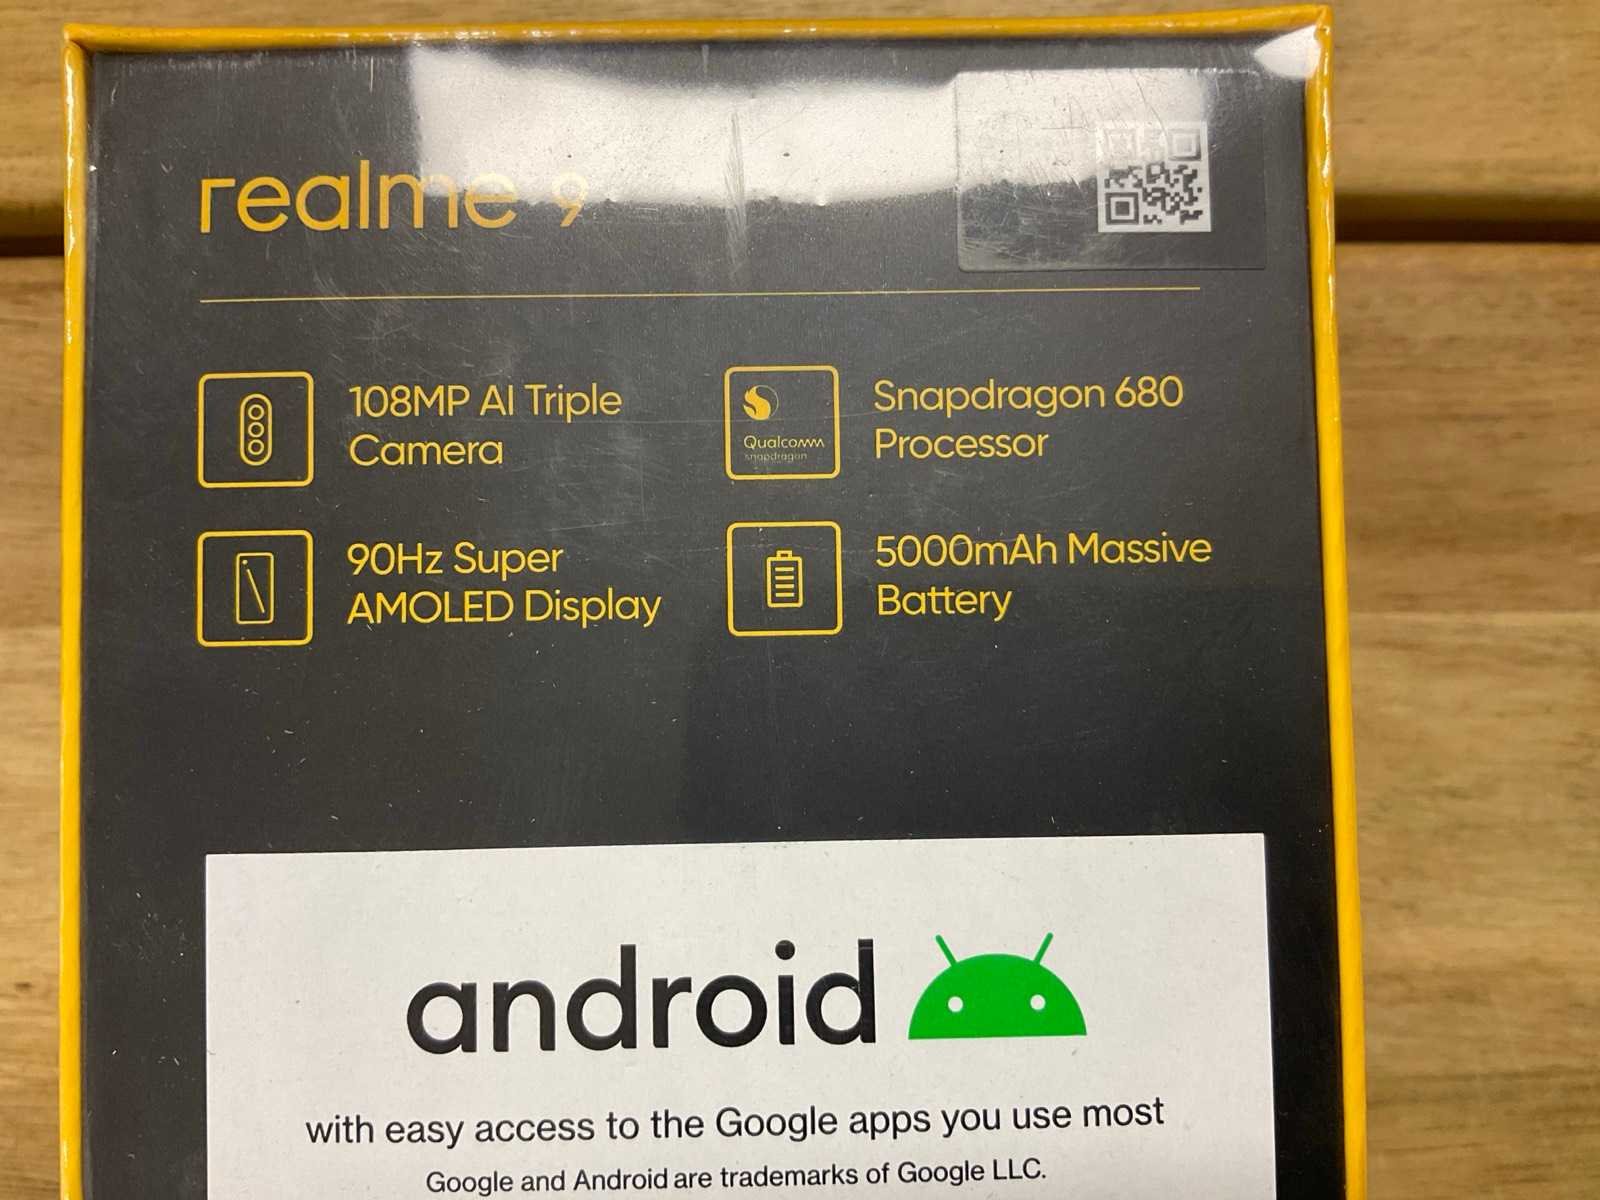 realme 9
108MP AI Triple
Camera
Qualcomm
snapdragon
Snapdragon 680
Processor
90Hz Super
AMOLED Display
5000mAh Massive
Battery
android
with easy access to the Google apps you use most
Google and Android are trademarks of Google LLC.